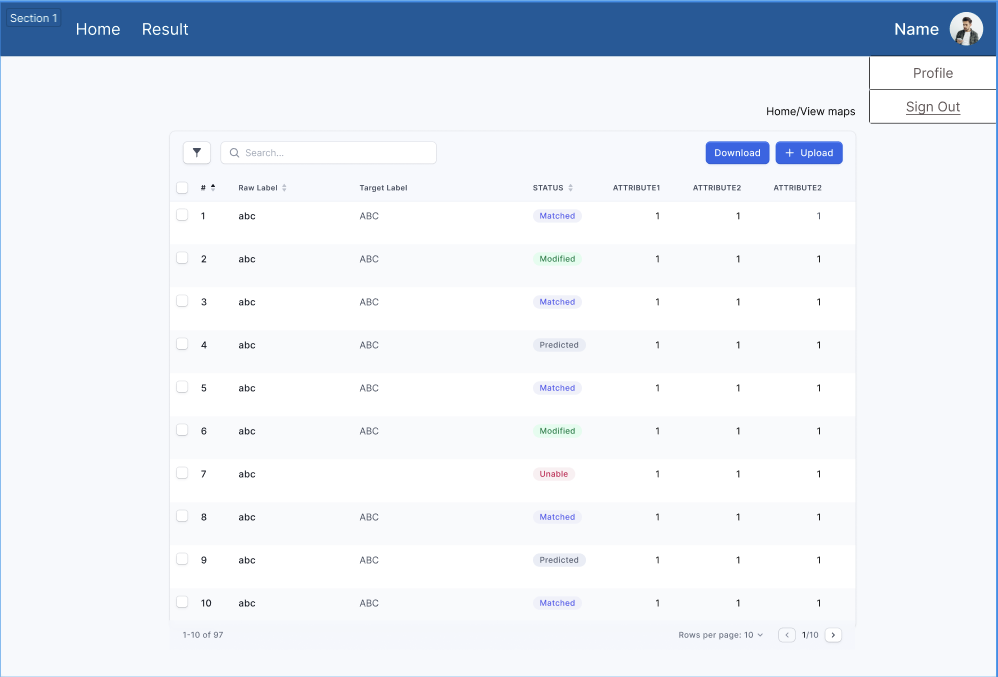 Section 1
Home Result Name
Profile
Sign Out
Home/View maps
Search... Download + Upload
# Raw Label Target Label STATUS ATTRIBUTE1 ATTRIBUTE2 ATTRIBUTE2
1 abc ABC Matched 1 1 1
2 abc ABC Modified 1 1 1
3 abc ABC Matched 1 1 1
4 abc ABC Predicted 1 1 1
5 abc ABC Matched 1 1 1
6 abc ABC Modified 1 1 1
7 abc Unable 1 1 1
8 abc ABC Matched 1 1 1
9 abc ABC Predicted 1 1 1
10 abc ABC Matched 1 1 1
1-10 of 97 Rows per page: 10 < 1/10 >